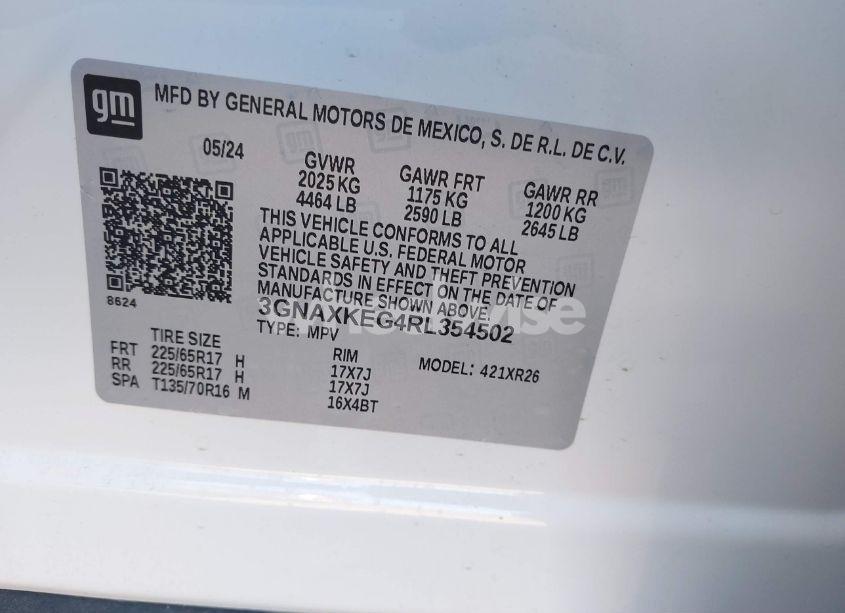 gm
MFD BY GENERAL MOTORS DE MEXICO, S. DE R.L. DE C.V.
05/24
GVWR GAWR FRT GAWR RR
2025 KG 1175 KG 1200 KG
4464 LB 2590 LB 2645 LB
THIS VEHICLE CONFORMS TO ALL
APPLICABLE U.S. FEDERAL MOTOR
VEHICLE SAFETY AND THEFT PREVENTION
STANDARDS IN EFFECT ON THE DATE OF
MANUFACTURE SHOWN ABOVE.
3GNAXKEG4RL354502
8624
TYPE: MPV
MODEL: 421XR26
TIRE SIZE RIM
FRT 225/65R17 H 17X7J
RR 225/65R17 H 17X7J
SPA T135/70R16 M 16X4BT